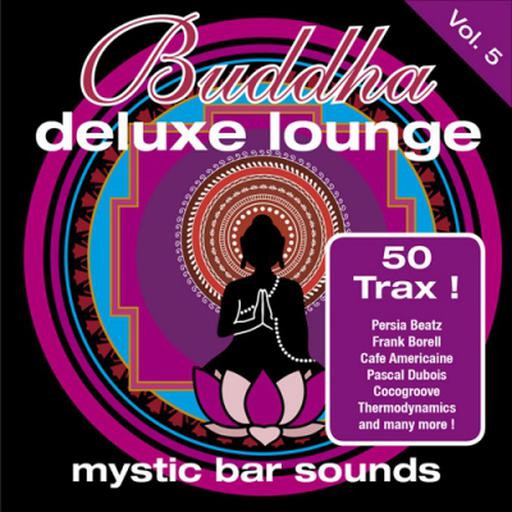 Vol. 5
Buddha
deluxe lounge
50
Trax !
Persia Beatz
Frank Borell
Cafe Americaine
Pascal Dubois
Cocogroove
Thermodynamics
and many more !
mystic bar sounds